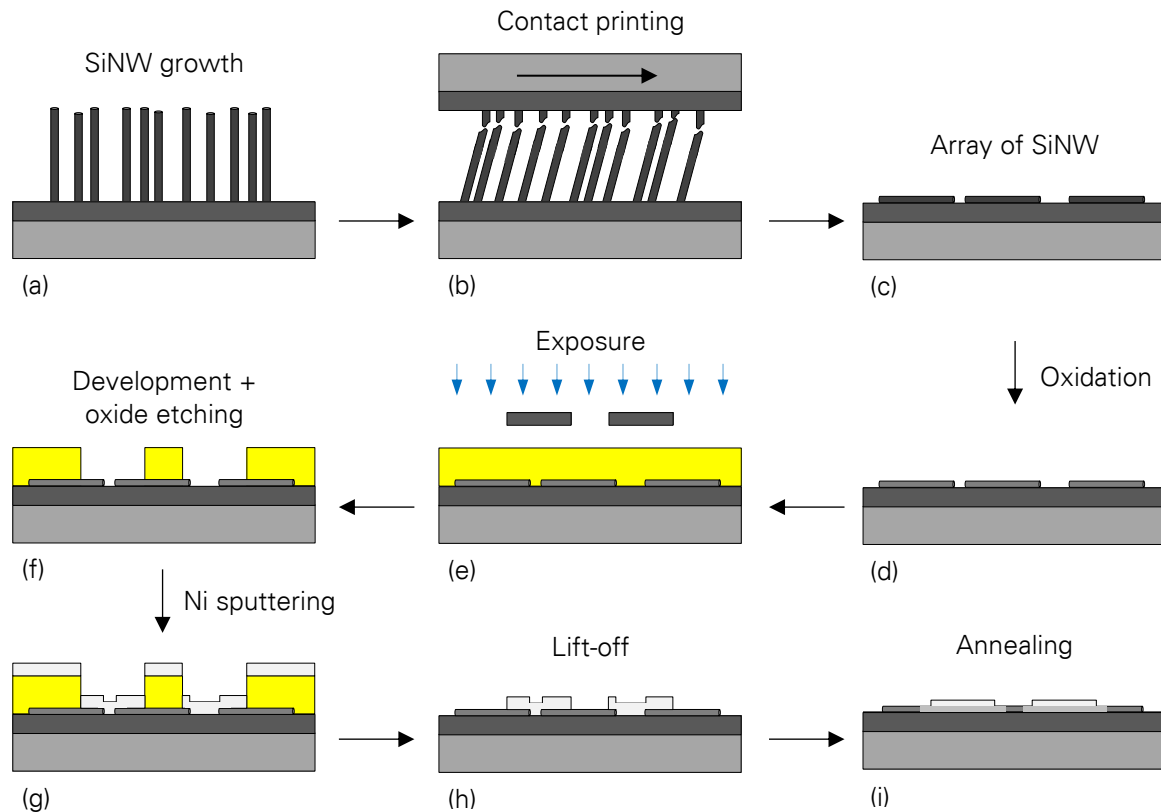 SiNW growth
(a)
Contact printing
(b)
Array of SiNW
(c)
Oxidation
(d)
Exposure
(e)
Development +
oxide etching
(f)
Ni sputtering
(g)
Lift-off
(h)
Annealing
(i)